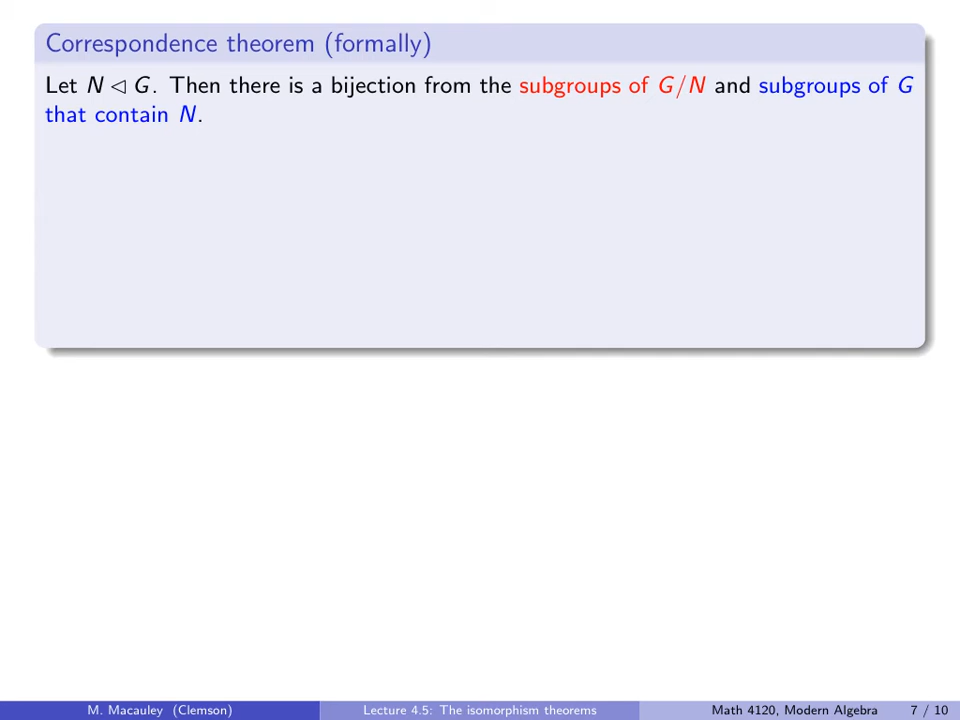 Correspondence theorem (formally)
Let N ◁ G. Then there is a bijection from the subgroups of G/N and subgroups of G
that contain N.
M. Macauley (Clemson)
Lecture 4.5: The isomorphism theorems
Math 4120, Modern Algebra
7 / 10